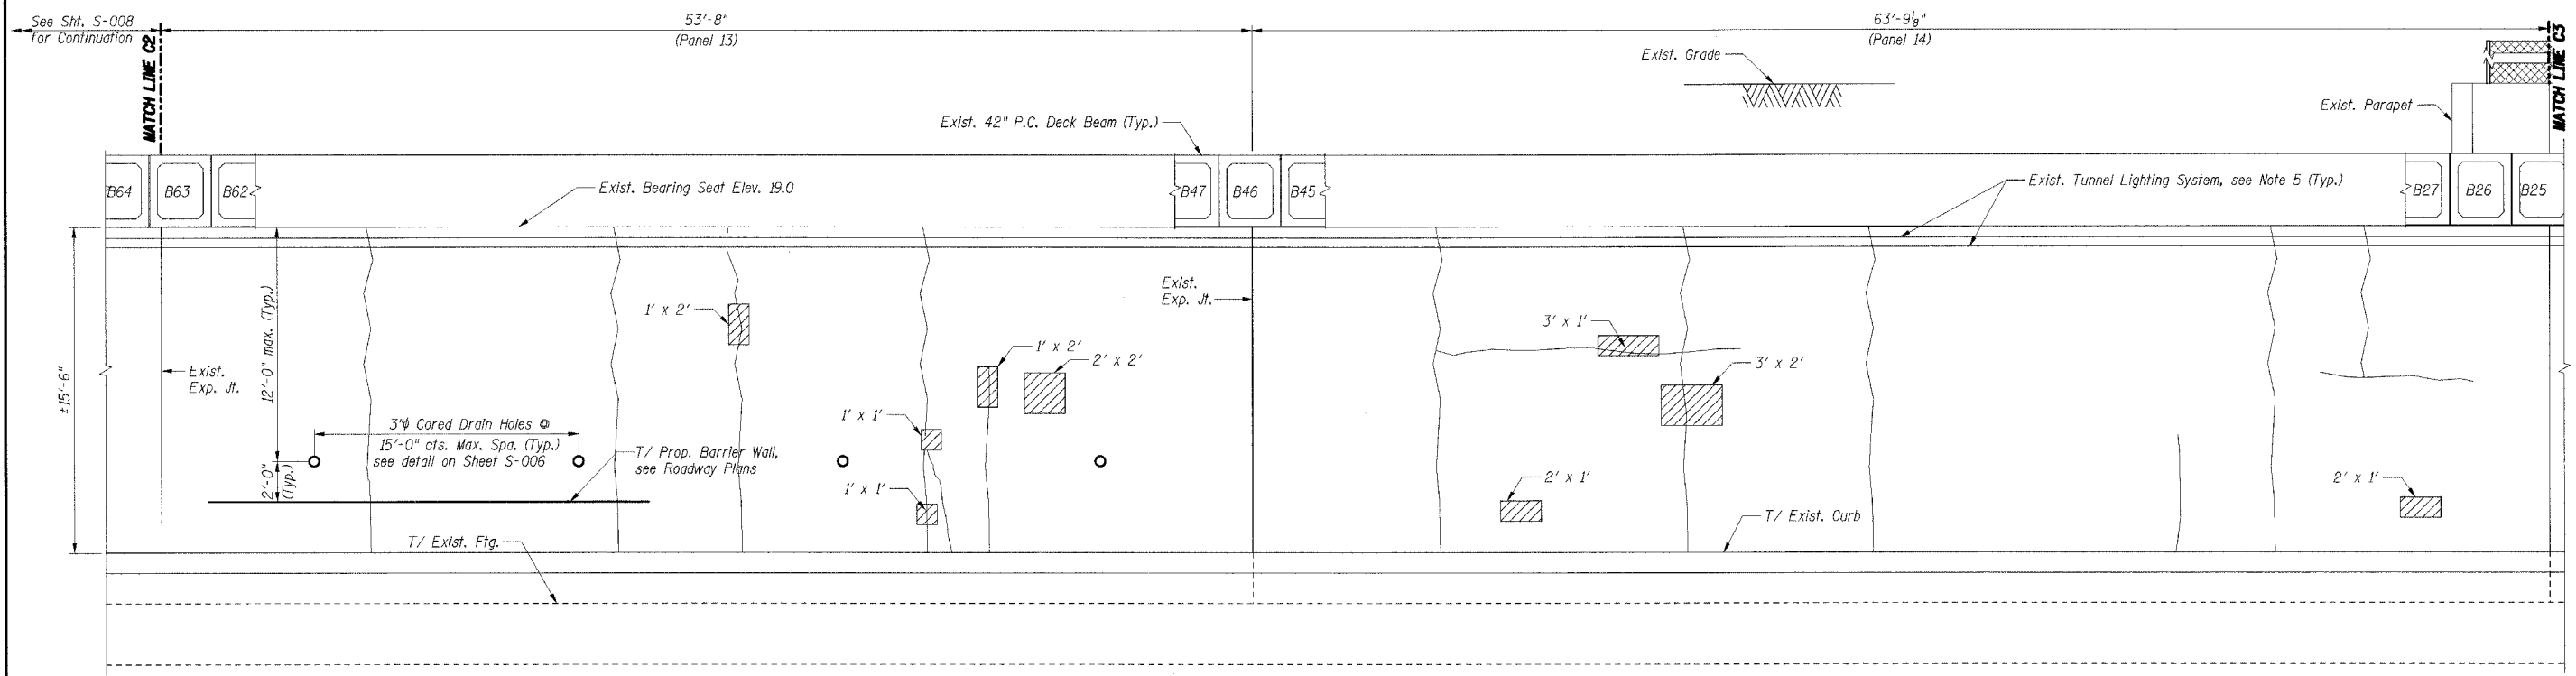 See Sht. S-008
for Continuation
MATCH LINE C2
53'-8"
(Panel 13)
63'-9⅛"
(Panel 14)
MATCH LINE C3
Exist. Grade
Exist. Parapet
Exist. 42" P.C. Deck Beam (Typ.)
B64
B63
B62
B47
B46
B45
B27
B26
B25
Exist. Bearing Seat Elev. 19.0
Exist. Tunnel Lighting System, see Note 5 (Typ.)
±15'-6"
12'-0" max. (Typ.)
2'-0"
(Typ.)
Exist.
Exp. Jt.
Exist.
Exp. Jt.
1' x 2'
1' x 2'
2' x 2'
1' x 1'
1' x 1'
3' x 1'
3' x 2'
2' x 1'
2' x 1'
3"ϕ Cored Drain Holes @
15'-0" cts. Max. Spa. (Typ.)
see detail on Sheet S-006
T/ Prop. Barrier Wall,
see Roadway Plans
T/ Exist. Ftg.
T/ Exist. Curb